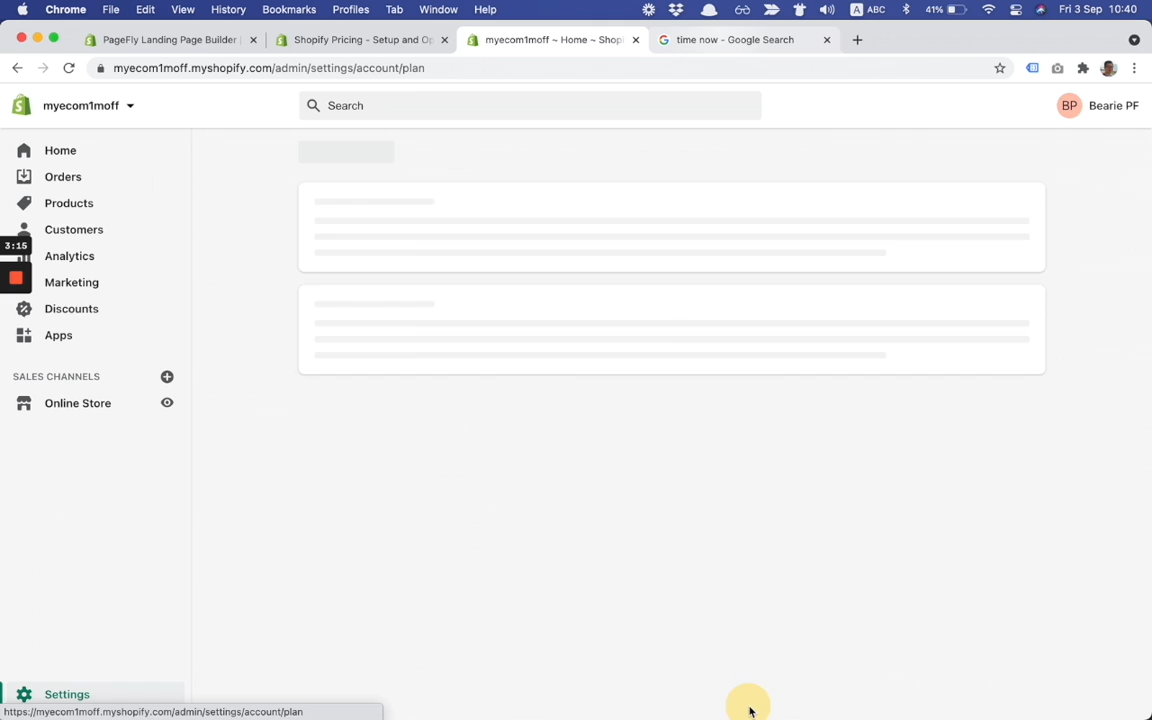 Chrome File Edit View History Bookmarks Profiles Tab Window Help A ABC 41% Fri 3 Sep 10:40
PageFly Landing Page Builder | Shopify Pricing - Setup and Op myecom1moff ~ Home ~ Shopi time now - Google Search
myecom1moff.myshopify.com/admin/settings/account/plan
myecom1moff Search BP Bearie PF
Home
Orders
Products
Customers
3:15
Analytics
Marketing
Discounts
Apps
SALES CHANNELS
Online Store
Settings
https://myecom1moff.myshopify.com/admin/settings/account/plan